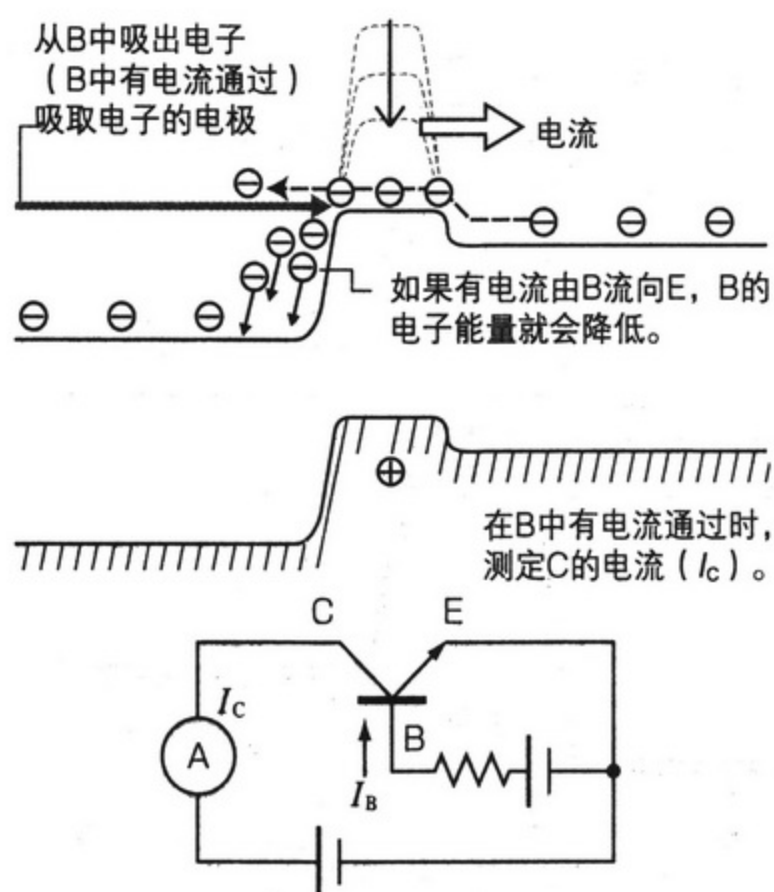 从B中吸出电子
（B中有电流通过）
吸取电子的电极
电流
如果有电流由B流向E，B的
电子能量就会降低。
在B中有电流通过时，
测定C的电流（Ic）。
C
E
IC
A
B
IB